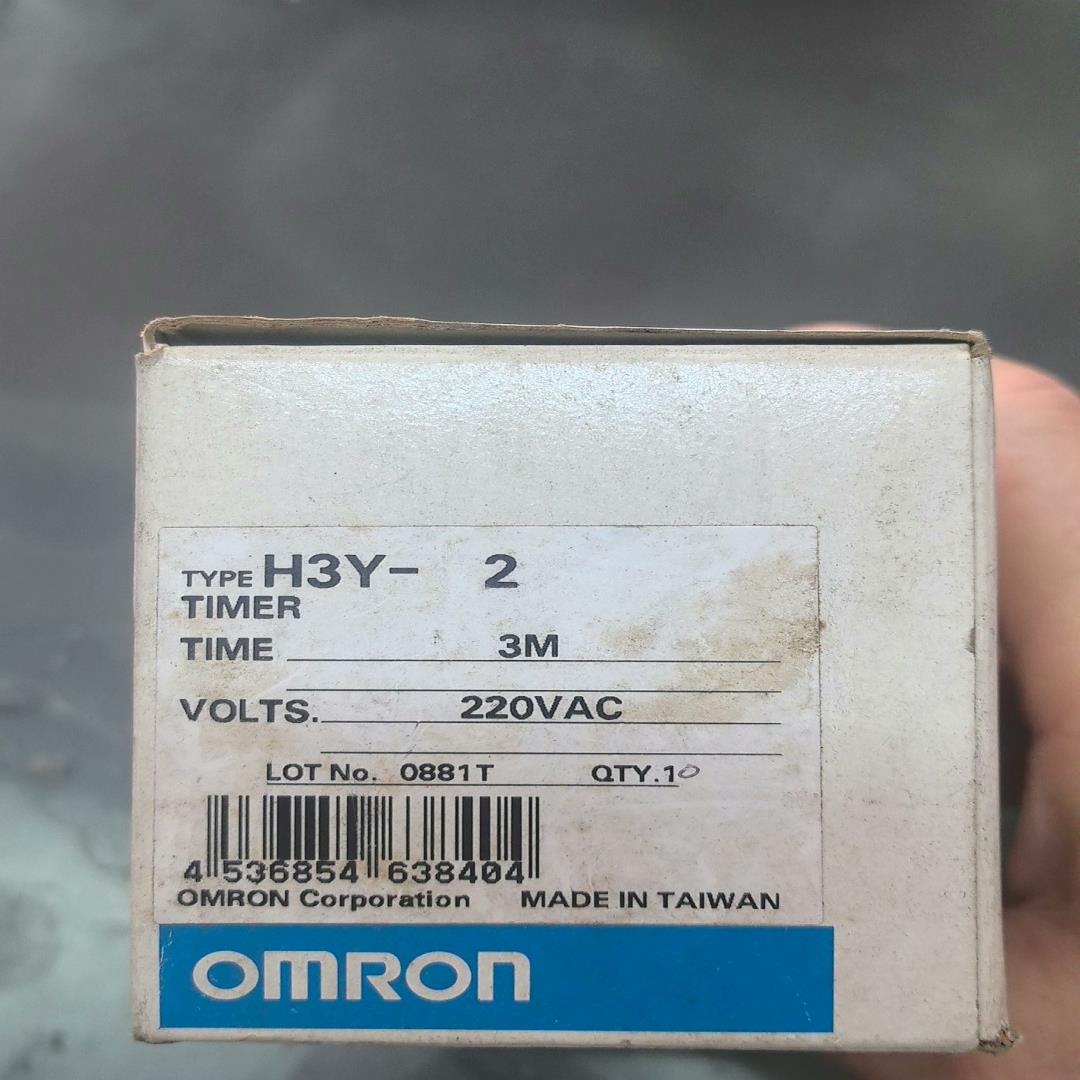 TYPE H3Y- 2
TIMER
TIME 3M
VOLTS. 220VAC
LOT No. 0881T QTY.10
4 536854 638404
OMRON Corporation MADE IN TAIWAN
OMRON